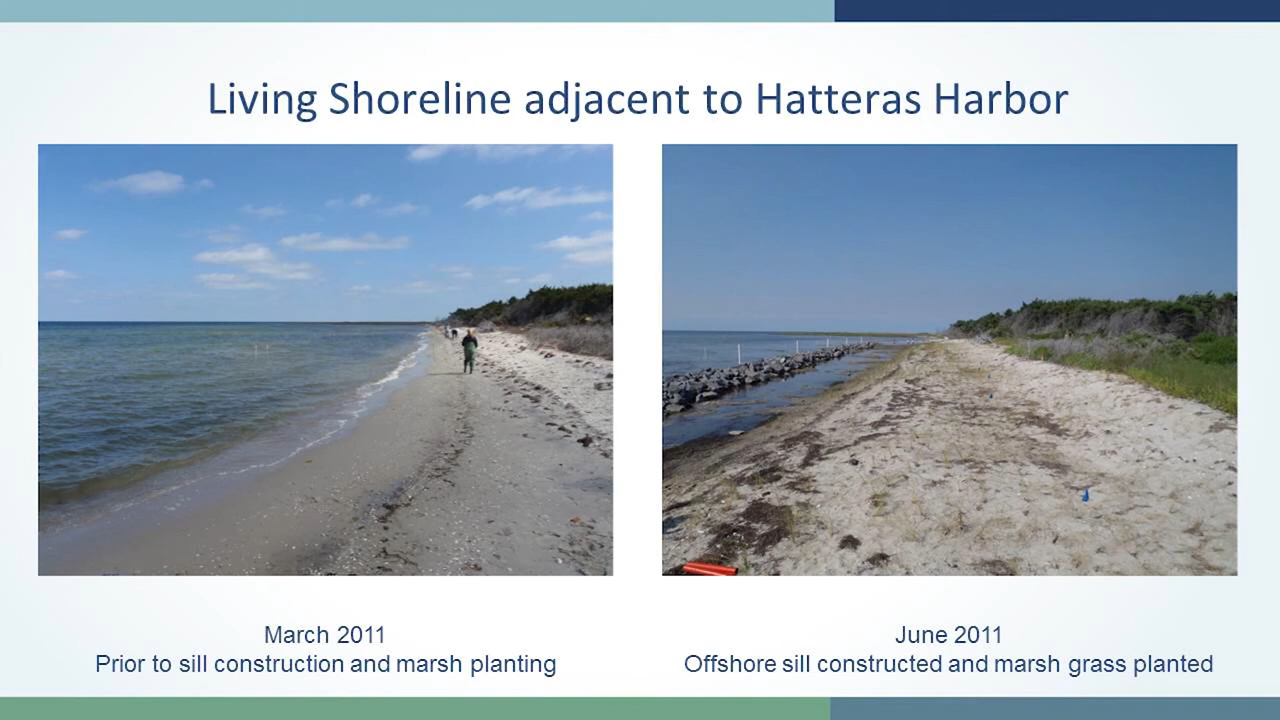 Living Shoreline adjacent to Hatteras Harbor
March 2011
Prior to sill construction and marsh planting
June 2011
Offshore sill constructed and marsh grass planted